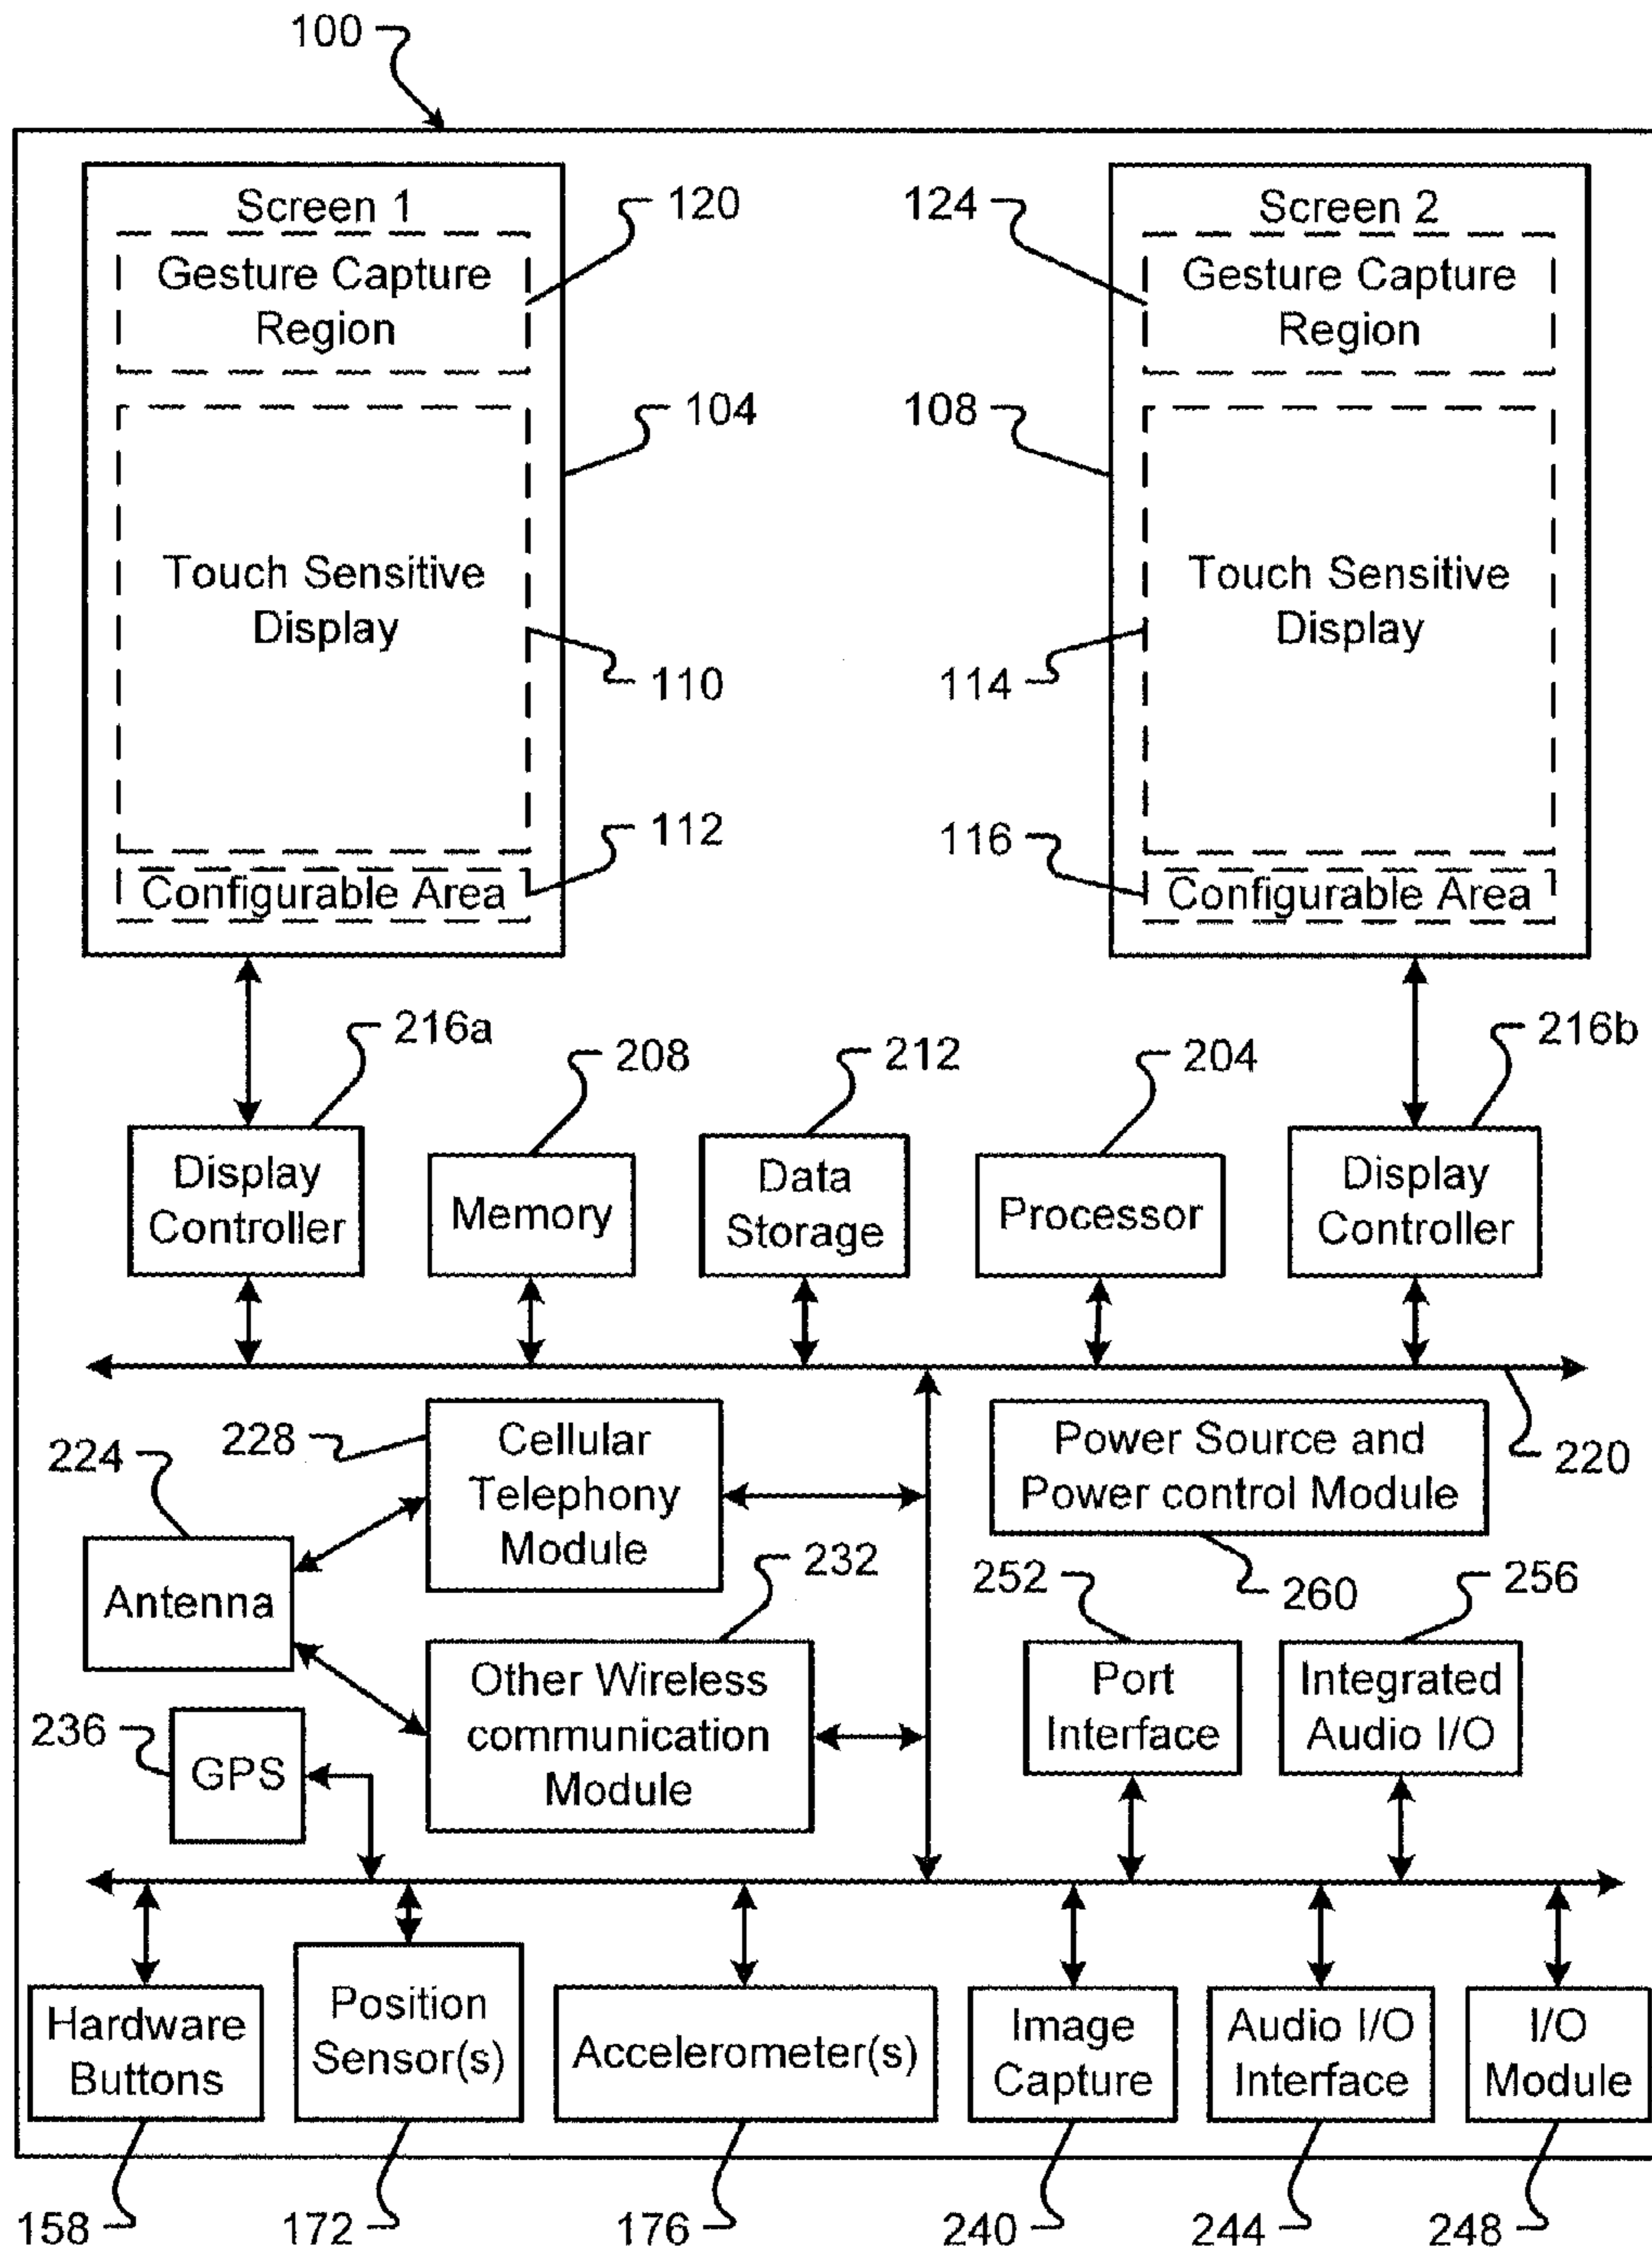 100
Screen 1
Gesture Capture
Region
120
Touch Sensitive
Display
104
110
Configurable Area
112
Screen 2
Gesture Capture
Region
124
Touch Sensitive
Display
108
114
Configurable Area
116
216a
208
212
204
216b
Display
Controller
Memory
Data
Storage
Processor
Display
Controller
220
228
Cellular
Telephony
Module
Power Source and
Power control Module
260
224
Antenna
232
Other Wireless
communication
Module
252
Port
Interface
256
Integrated
Audio I/O
236
GPS
Hardware
Buttons
Position
Sensor(s)
Accelerometer(s)
Image
Capture
Audio I/O
Interface
I/O
Module
158
172
176
240
244
248